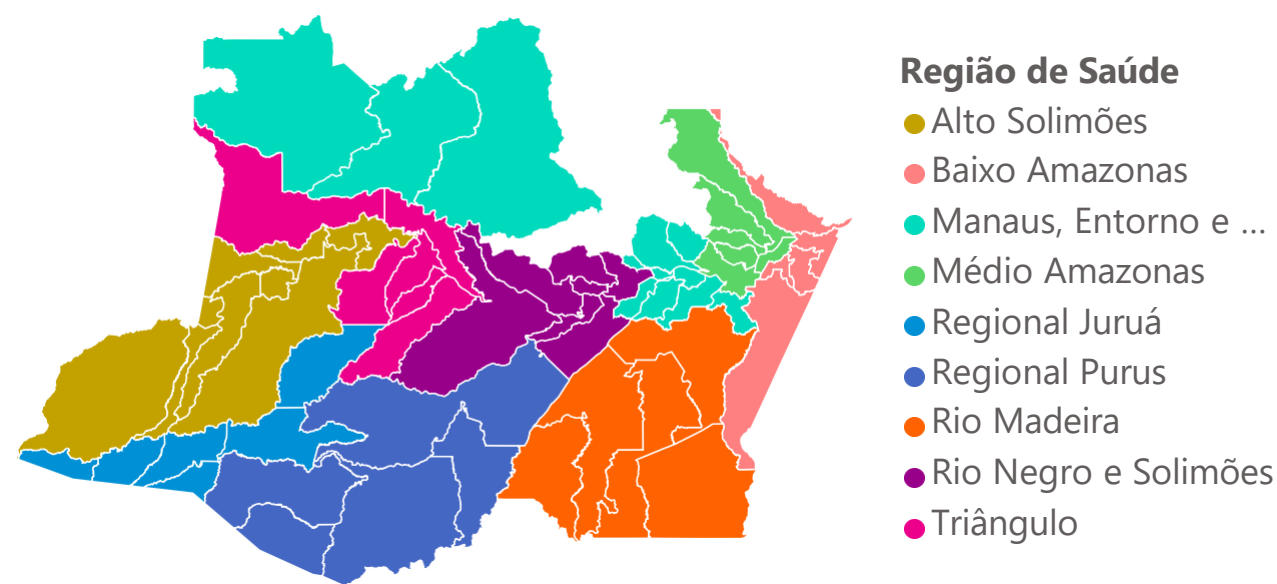 Região de Saúde
Alto Solimões
Baixo Amazonas
Manaus, Entorno e ...
Médio Amazonas
Regional Juruá
Regional Purus
Rio Madeira
Rio Negro e Solimões
Triângulo